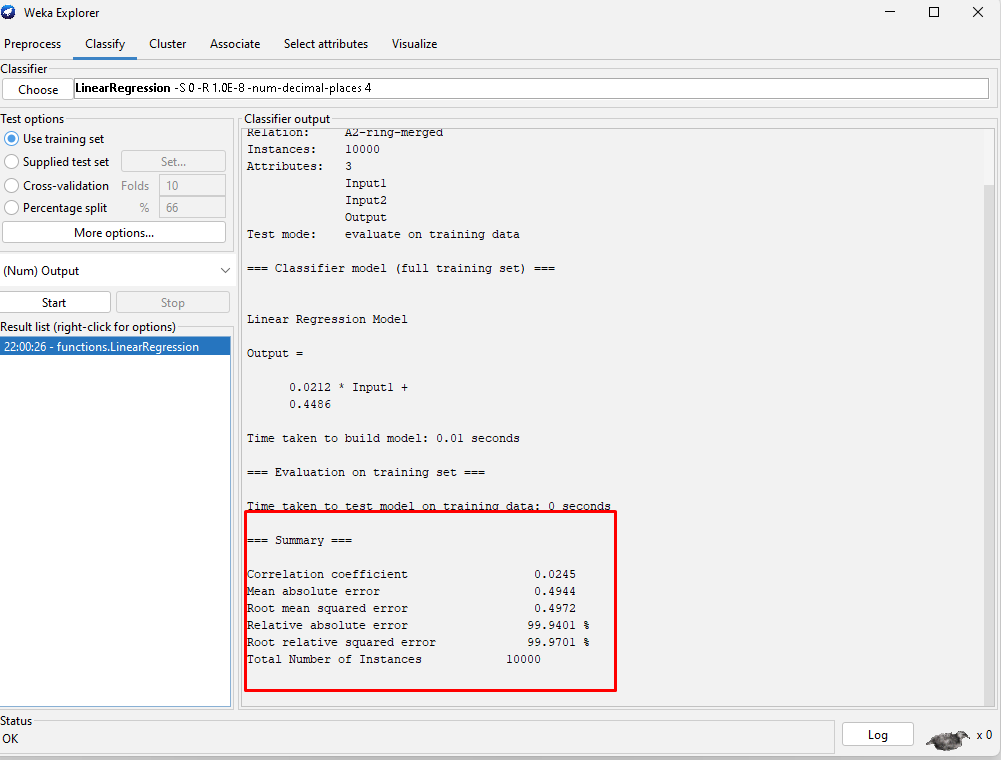 Weka Explorer
Preprocess Classify Cluster Associate Select attributes Visualize
Classifier
Choose LinearRegression -S 0 -R 1.0E-8 -num-decimal-places 4
Test options
Use training set
Supplied test set Set...
Cross-validation Folds 10
Percentage split % 66
More options...
(Num) Output
Start Stop
Result list (right-click for options)
22:00:26 - functions.LinearRegression
Classifier output
Relation: A2-ring-merged
Instances: 10000
Attributes: 3
Input1
Input2
Output
Test mode: evaluate on training data
=== Classifier model (full training set) ===
Linear Regression Model
Output =
0.0212 * Input1 +
0.4486
Time taken to build model: 0.01 seconds
=== Evaluation on training set ===
Time taken to test model on training data: 0 seconds
=== Summary ===
Correlation coefficient 0.0245
Mean absolute error 0.4944
Root mean squared error 0.4972
Relative absolute error 99.9401 %
Root relative squared error 99.9701 %
Total Number of Instances 10000
Status
OK
Log
x 0